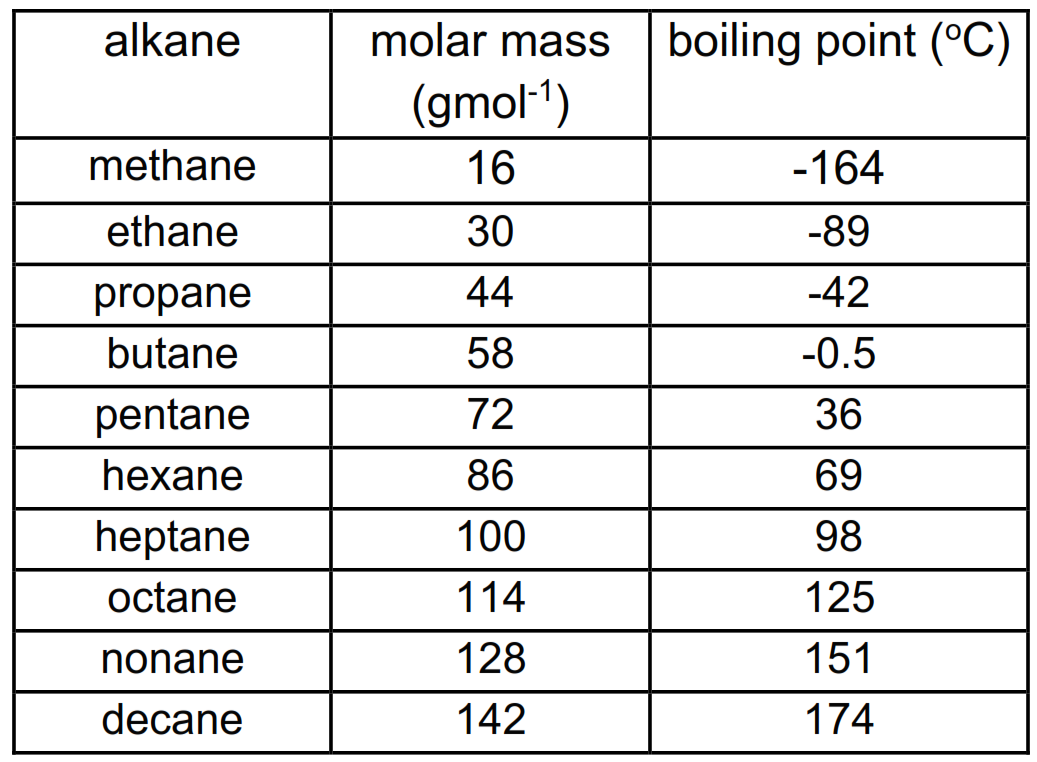 alkane molar mass boiling point (ºC)
(gmol-1)
methane 16 -164
ethane 30 -89
propane 44 -42
butane 58 -0.5
pentane 72 36
hexane 86 69
heptane 100 98
octane 114 125
nonane 128 151
decane 142 174